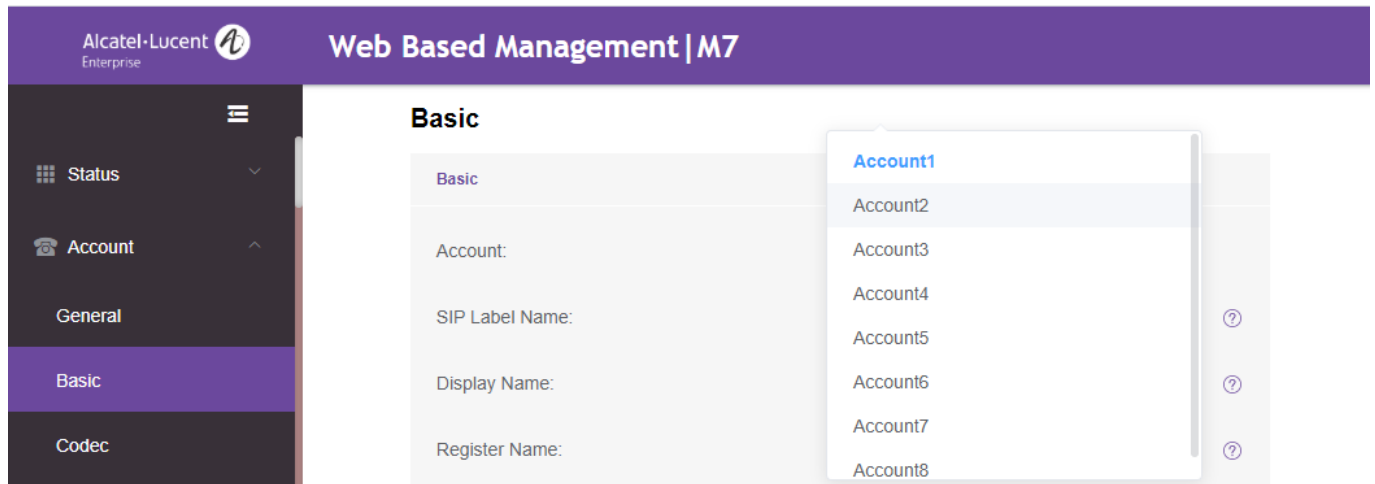 Alcatel·Lucent
Enterprise
Web Based Management|M7
Basic
Status
Account
General
Basic
Codec
Basic
Account:
SIP Label Name:
Display Name:
Register Name:
Account1
Account2
Account3
Account4
Account5
Account6
Account7
Account8